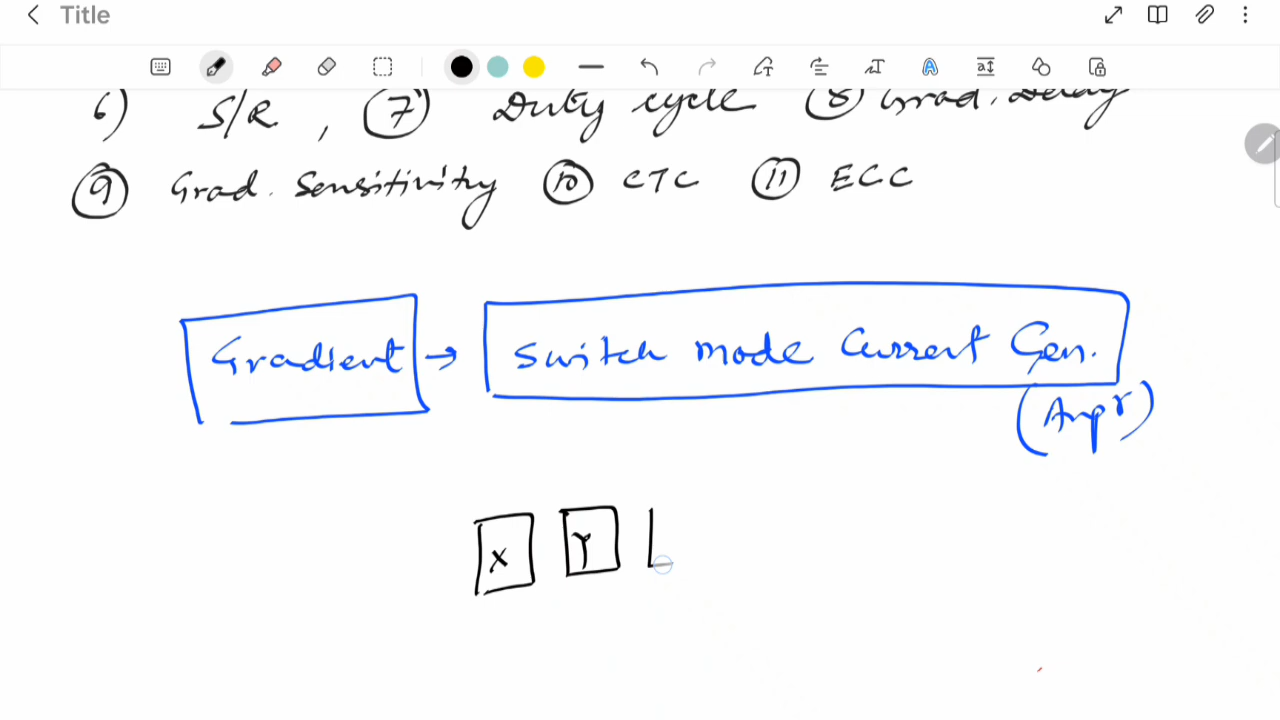 Title
6) S/R , (7) Duty cycle (8) Grad. Delay
(9) Grad. Sensitivity (10) CTC (11) ECC
Gradient → Switch mode Current Gen.
(Ampr)
X Y